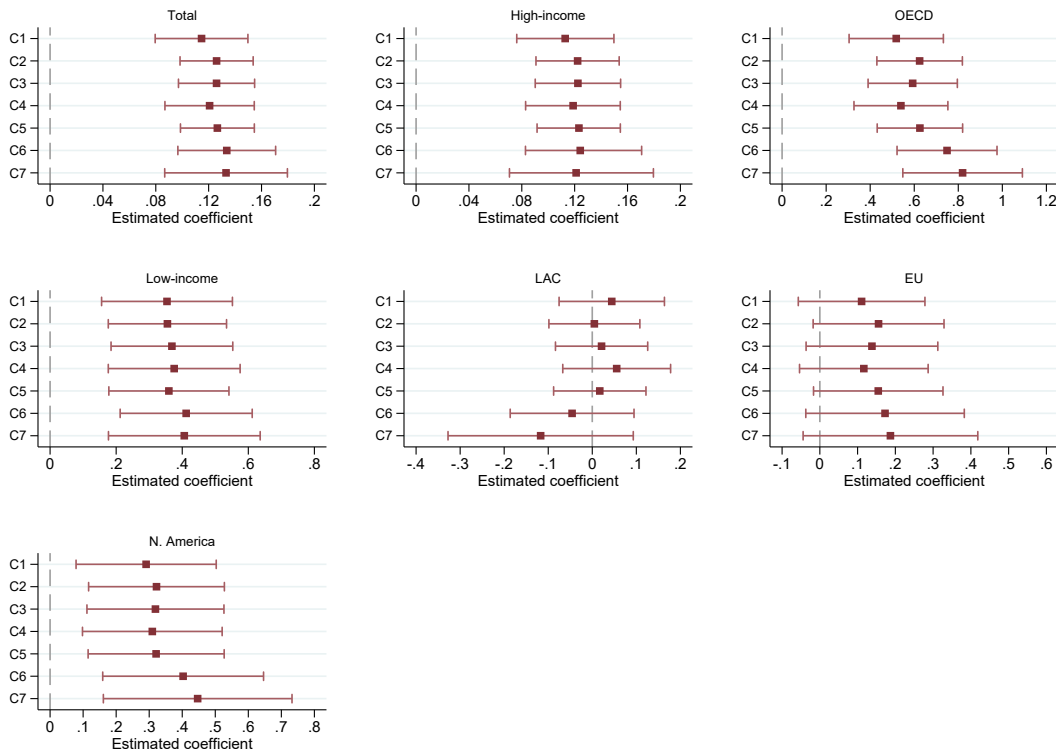 Total
C1
C2
C3
C4
C5
C6
C7
0 .04 .08 .12 .16 .2
Estimated coefficient
High-income
C1
C2
C3
C4
C5
C6
C7
0 .04 .08 .12 .16 .2
Estimated coefficient
OECD
C1
C2
C3
C4
C5
C6
C7
0 .2 .4 .6 .8 1 1.2
Estimated coefficient
Low-income
C1
C2
C3
C4
C5
C6
C7
0 .2 .4 .6 .8
Estimated coefficient
LAC
C1
C2
C3
C4
C5
C6
C7
-.4 -.3 -.2 -.1 0 .1 .2
Estimated coefficient
EU
C1
C2
C3
C4
C5
C6
C7
-.1 0 .1 .2 .3 .4 .5 .6
Estimated coefficient
N. America
C1
C2
C3
C4
C5
C6
C7
0 .1 .2 .3 .4 .5 .6 .7 .8
Estimated coefficient